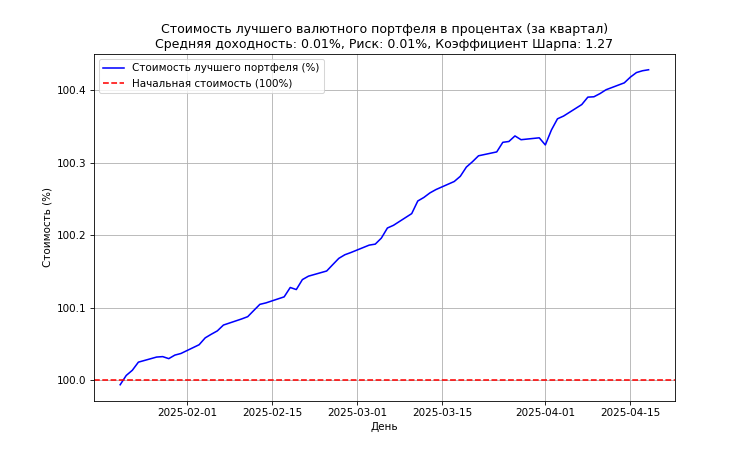 Стоимость лучшего валютного портфеля в процентах (за квартал)
Средняя доходность: 0.01%, Риск: 0.01%, Коэффициент Шарпа: 1.27
Стоимость лучшего портфеля (%)
Начальная стоимость (100%)
Стоимость (%)
100.4
100.3
100.2
100.1
100.0
2025-02-01
2025-02-15
2025-03-01
2025-03-15
2025-04-01
2025-04-15
День